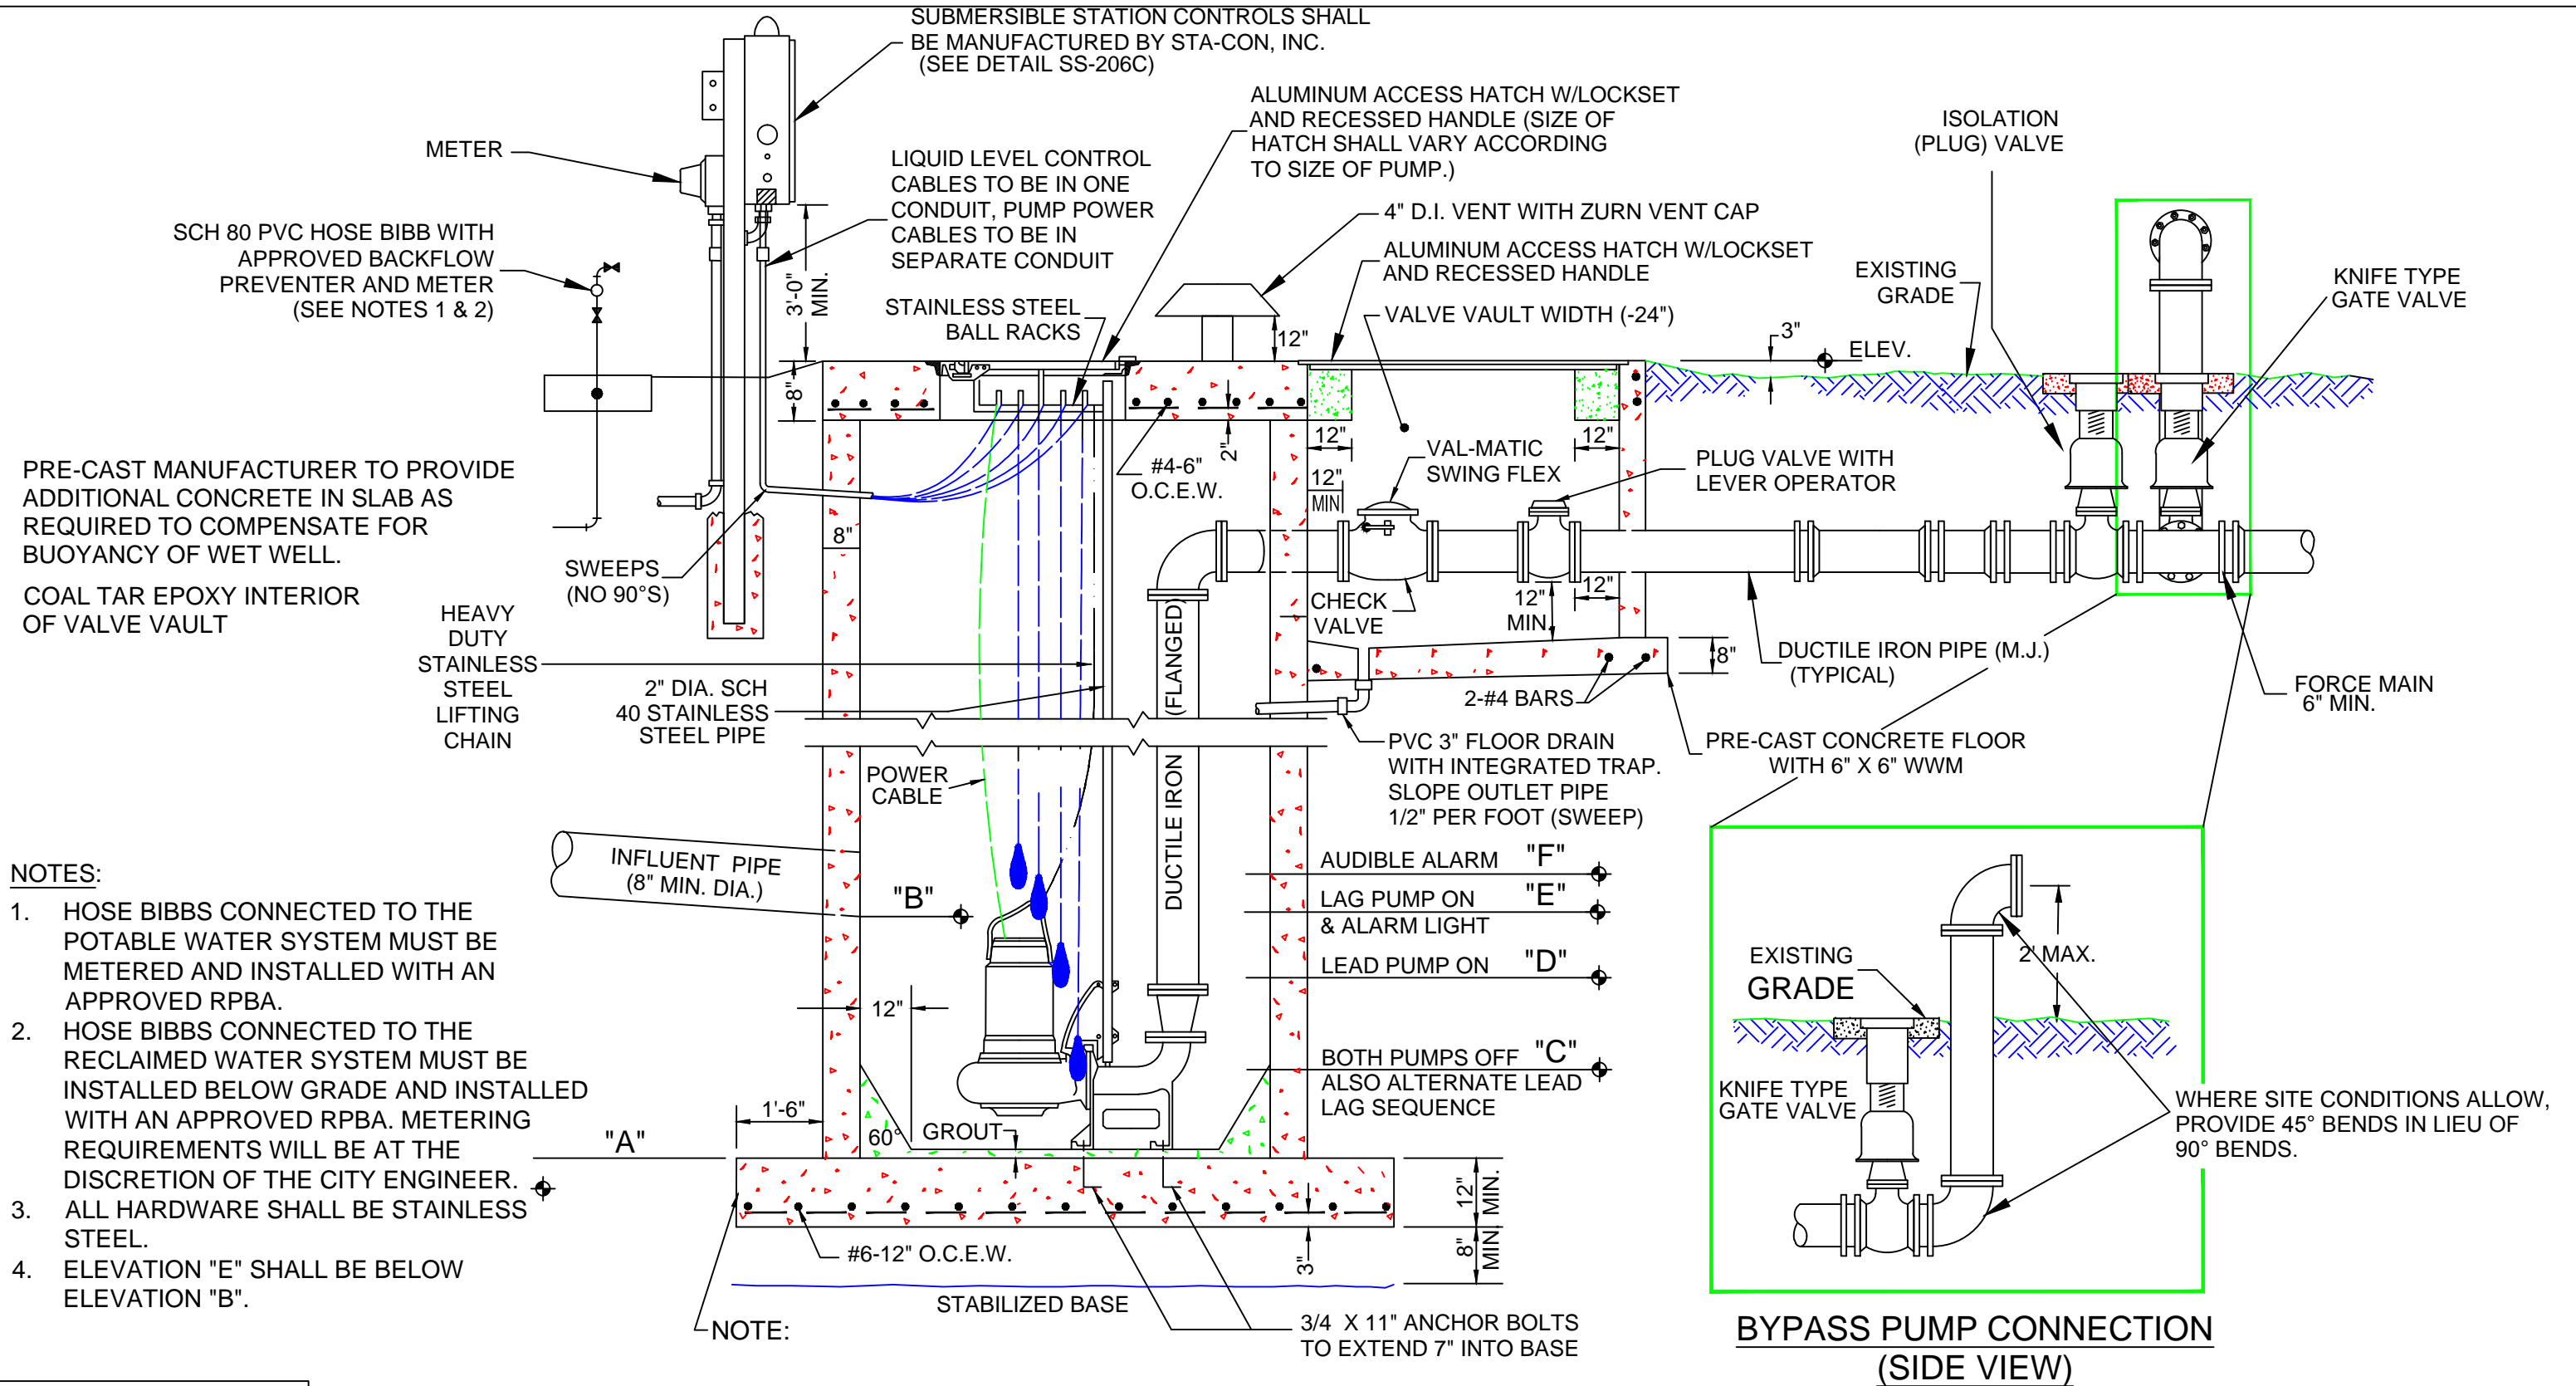 SUBMERSIBLE STATION CONTROLS SHALL
BE MANUFACTURED BY STA-CON, INC.
(SEE DETAIL SS-206C)
METER
SCH 80 PVC HOSE BIBB WITH
APPROVED BACKFLOW
PREVENTER AND METER
(SEE NOTES 1 & 2)
LIQUID LEVEL CONTROL
CABLES TO BE IN ONE
CONDUIT, PUMP POWER
CABLES TO BE IN
SEPARATE CONDUIT
ALUMINUM ACCESS HATCH W/LOCKSET
AND RECESSED HANDLE (SIZE OF
HATCH SHALL VARY ACCORDING
TO SIZE OF PUMP.)
4" D.I. VENT WITH ZURN VENT CAP
ALUMINUM ACCESS HATCH W/LOCKSET
AND RECESSED HANDLE
VALVE VAULT WIDTH (-24")
STAINLESS STEEL
BALL RACKS
3'-0"
MIN.
12"
8"
2"
#4-6"
O.C.E.W.
12"
12"
MIN
12"
ISOLATION
(PLUG) VALVE
EXISTING
GRADE
KNIFE TYPE
GATE VALVE
3"
ELEV.
VAL-MATIC
SWING FLEX
PLUG VALVE WITH
LEVER OPERATOR
PRE-CAST MANUFACTURER TO PROVIDE
ADDITIONAL CONCRETE IN SLAB AS
REQUIRED TO COMPENSATE FOR
BUOYANCY OF WET WELL.
COAL TAR EPOXY INTERIOR
OF VALVE VAULT
8"
SWEEPS
(NO 90°S)
HEAVY
DUTY
STAINLESS
STEEL
LIFTING
CHAIN
2" DIA. SCH
40 STAINLESS
STEEL PIPE
CHECK
VALVE
12"
MIN.
12"
8"
2-#4 BARS
DUCTILE IRON PIPE (M.J.)
(TYPICAL)
FORCE MAIN
6" MIN.
PVC 3" FLOOR DRAIN
WITH INTEGRATED TRAP.
SLOPE OUTLET PIPE
1/2" PER FOOT (SWEEP)
PRE-CAST CONCRETE FLOOR
WITH 6" X 6" WWM
POWER
CABLE
DUCTILE IRON (FLANGED)
INFLUENT PIPE
(8" MIN. DIA.)
"B"
AUDIBLE ALARM "F"
LAG PUMP ON "E"
& ALARM LIGHT
LEAD PUMP ON "D"
BOTH PUMPS OFF "C"
ALSO ALTERNATE LEAD
LAG SEQUENCE
12"
1'-6"
60°
GROUT
"A"
12"
MIN.
8"
MIN.
3"
#6-12" O.C.E.W.
STABILIZED BASE
NOTE:
3/4 X 11" ANCHOR BOLTS
TO EXTEND 7" INTO BASE
NOTES:
1. HOSE BIBBS CONNECTED TO THE
POTABLE WATER SYSTEM MUST BE
METERED AND INSTALLED WITH AN
APPROVED RPBA.
2. HOSE BIBBS CONNECTED TO THE
RECLAIMED WATER SYSTEM MUST BE
INSTALLED BELOW GRADE AND INSTALLED
WITH AN APPROVED RPBA. METERING
REQUIREMENTS WILL BE AT THE
DISCRETION OF THE CITY ENGINEER.
3. ALL HARDWARE SHALL BE STAINLESS
STEEL.
4. ELEVATION "E" SHALL BE BELOW
ELEVATION "B".
EXISTING
GRADE
2' MAX.
KNIFE TYPE
GATE VALVE
WHERE SITE CONDITIONS ALLOW,
PROVIDE 45° BENDS IN LIEU OF
90° BENDS.
BYPASS PUMP CONNECTION
(SIDE VIEW)